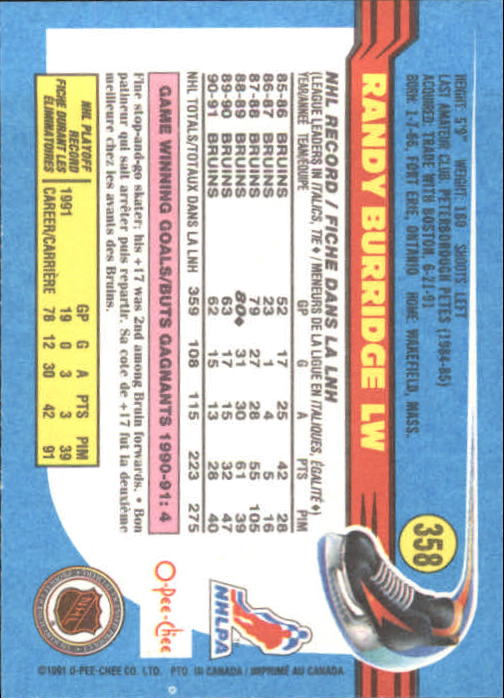 358
RANDY BURRIDGE LW
HEIGHT: 5'9" WEIGHT: 180 SHOOTS: LEFT
LAST AMATEUR CLUB: PETERBOROUGH PETES (1984-85)
ACQUIRED: TRADE WITH BOSTON, 6-21-91
BORN: 1-7-66, FORT ERIE, ONTARIO HOME: WAKEFIELD, MASS.
NHL RECORD / FICHE DANS LA LNH
(LEAGUE LEADERS IN ITALICS, TIE ♦ / MENEURS DE LA LIGUE EN ITALIQUES, ÉGALITÉ ♦)
YEAR/ANNÉE TEAM/ÉQUIPE GP G A PTS PIM
85-86 BRUINS 52 17 25 42 28
86-87 BRUINS 23 1 4 5 16
87-88 BRUINS 79 27 28 55 105
88-89 BRUINS 80♦ 31 30 61 39
89-90 BRUINS 63 17 15 32 47
90-91 BRUINS 62 15 13 28 40
NHL TOTALS/TOTAUX DANS LA LNH 359 108 115 223 275
GAME WINNING GOALS/BUTS GAGNANTS 1990-91: 4
Fine stop-and-go skater; his +17 was 2nd among Bruin forwards. • Bon
patineur qui sait arrêter puis repartir. Sa cote de +17 fut la deuxième
meilleure chez les avants des Bruins.
NHL PLAYOFF
RECORD
FICHE DURANT LES
ÉLIMINATOIRES
GP G A PTS PIM
1991 19 0 3 3 39
CAREER/CARRIÈRE 78 12 30 42 91
NHLPA
O-Pee-Chee
NHL
©1991 O-PEE-CHEE CO. LTD. PTD. IN CANADA / IMPRIMÉ AU CANADA